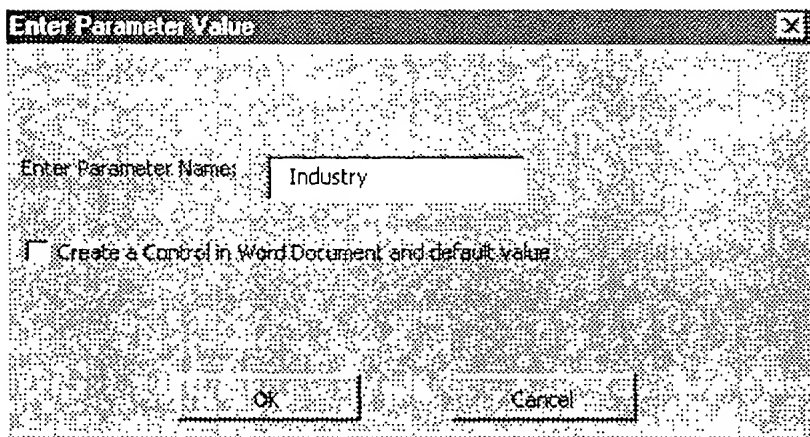 Enter Parameter Value
Enter Parameter Name:
Industry
Create a Control in Word Document and default value
OK
Cancel